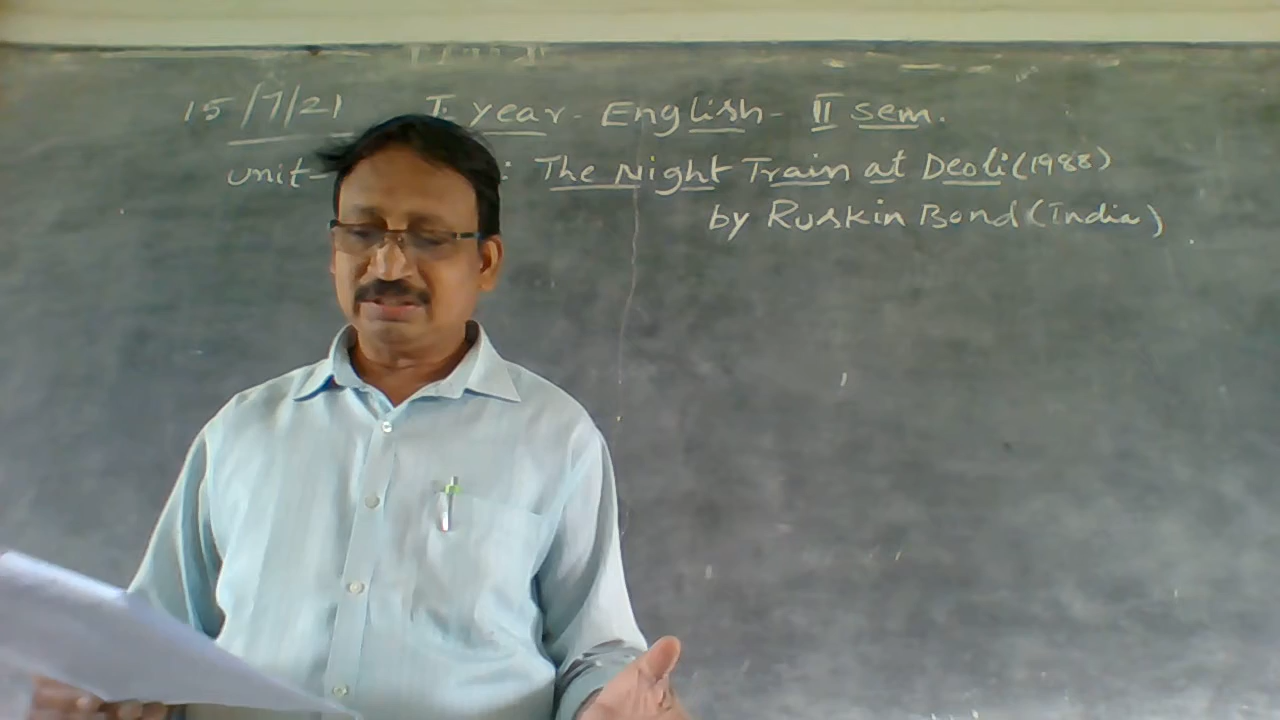 15/7/21 I year - English - II sem.
unit- : The Night Train at Deoli (1988)
by Ruskin Bond (India)